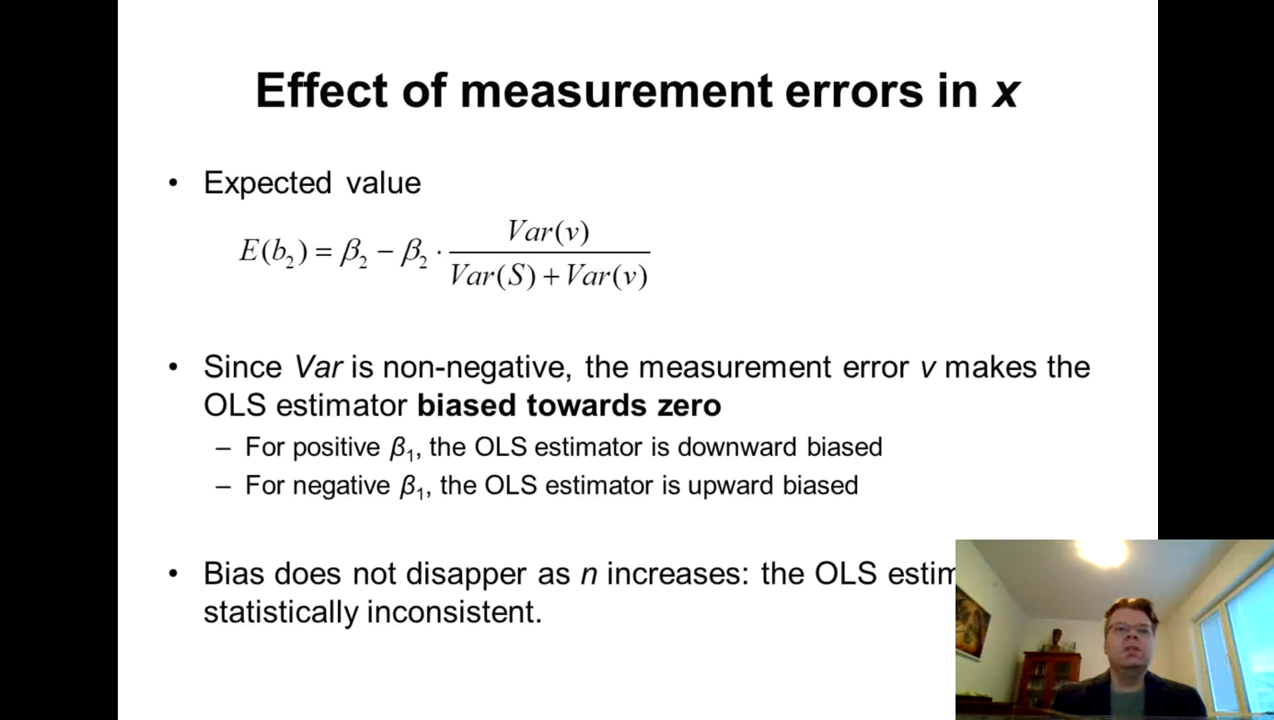 Effect of measurement errors in x
• Expected value
E(b₂) = β₂ − β₂ · Var(v) / (Var(S) + Var(v))
• Since Var is non-negative, the measurement error v makes the
OLS estimator biased towards zero
– For positive β₁, the OLS estimator is downward biased
– For negative β₁, the OLS estimator is upward biased
• Bias does not disapper as n increases: the OLS estim
statistically inconsistent.